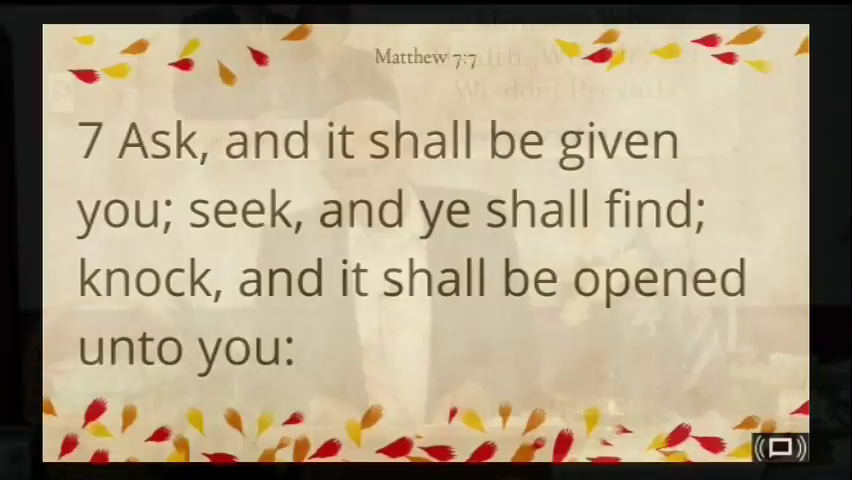 Matthew 7:7
7 Ask, and it shall be given
you; seek, and ye shall find;
knock, and it shall be opened
unto you: